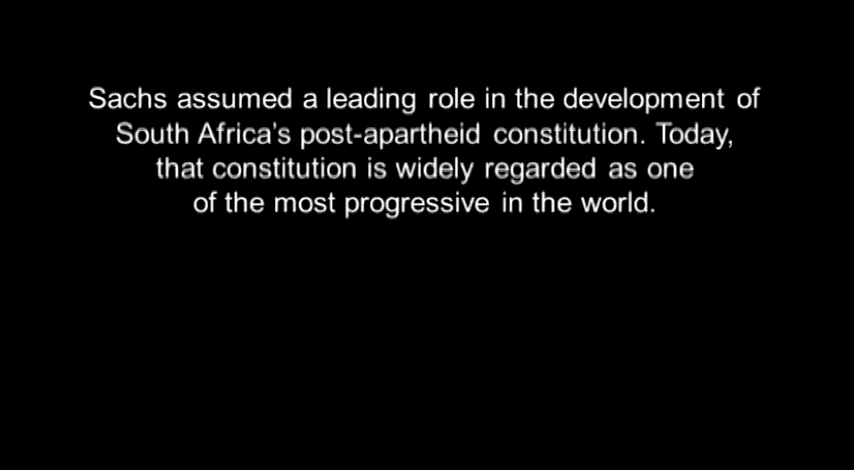 Sachs assumed a leading role in the development of
South Africa's post-apartheid constitution. Today,
that constitution is widely regarded as one
of the most progressive in the world.